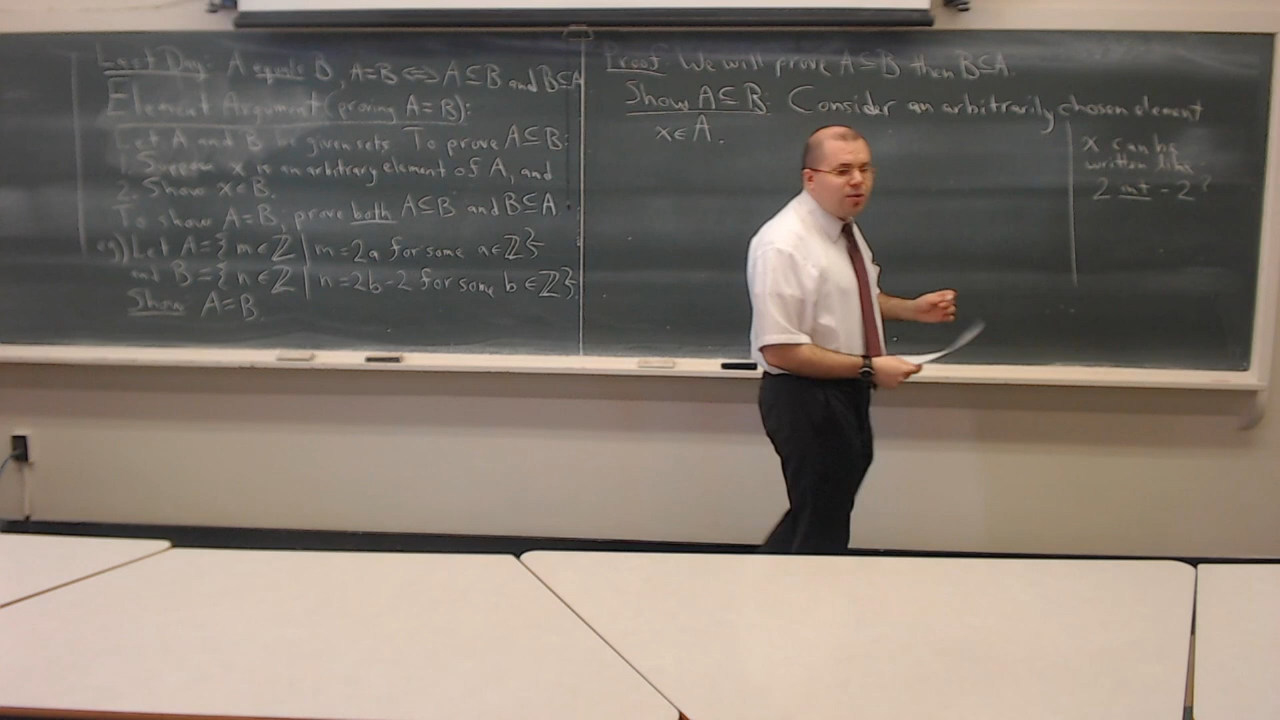 Last Day: A equals B, A=B ⟺ A⊆B and B⊆A
Element Argument (proving A=B):
Let A and B given sets. To prove A⊆B:
1. Suppose x is an arbitrary element of A, and
2. Show x∈B.
To show A=B, prove both A⊆B and B⊆A.
eg) Let A={m∈ℤ | m=2a for some a∈ℤ}
and B={n∈ℤ | n=2b-2 for some b∈ℤ}.
Show A=B.
Proof: We will prove A⊆B then B⊆A.
Show A⊆B: Consider an arbitrarily chosen element
x∈A.
x can be
written like
2 int - 2?